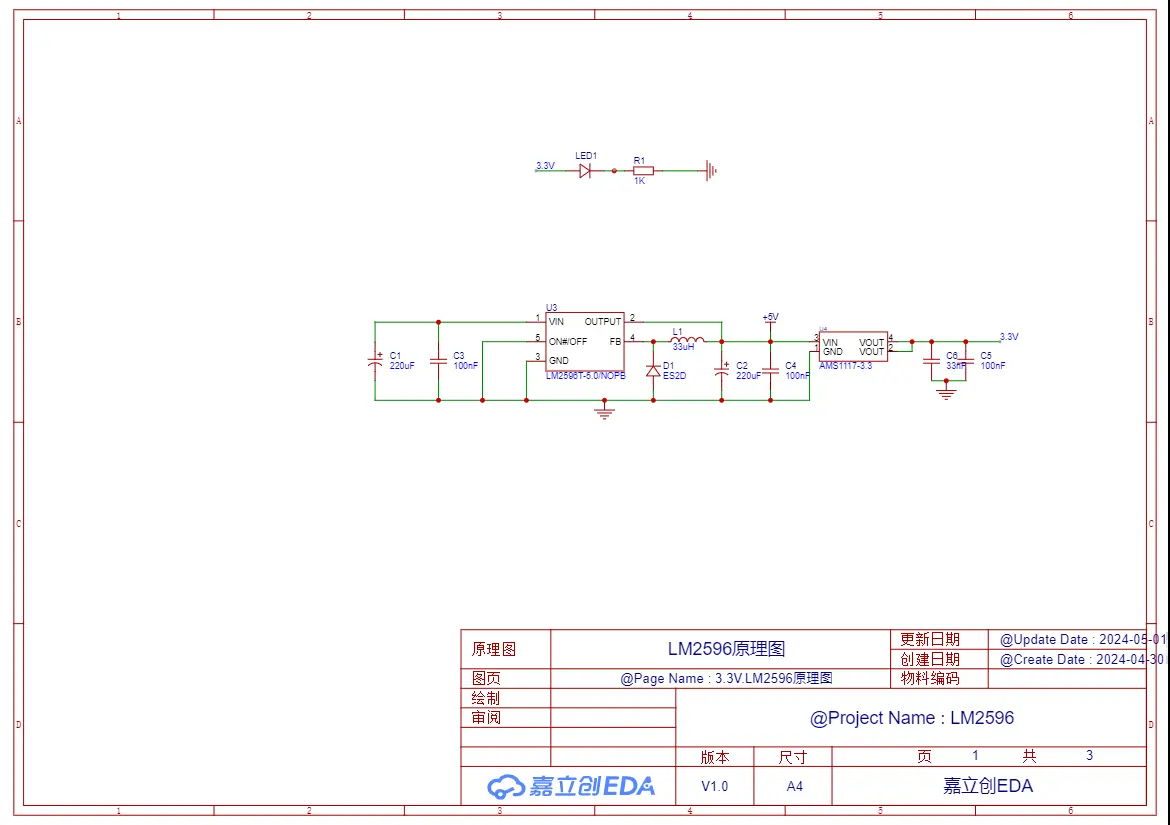 1 2 3 4 5 6
A A
LED1
3.3V
R1
1K
B B
U3
1 VIN OUTPUT 2
5 ON#/OFF FB 4
3 GND
LM2596T-5.0/NOPB
C1
220uF
C3
100nF
L1
33uH
D1
ES2D
+5V
C2
220uF
C4
100nF
U4
3 VIN VOUT 4
1 GND VOUT 2
AMS1117-3.3
3.3V
C6
33nF
C5
100nF
C C
原理图 LM2596原理图 更新日期 @Update Date : 2024-05-01
创建日期 @Create Date : 2024-04-30
图页 @Page Name : 3.3V.LM2596原理图 物料编码
绘制
审阅 @Project Name : LM2596
D D
版本 尺寸 页 1 共 3
嘉立创EDA V1.0 A4 嘉立创EDA
1 2 3 4 5 6